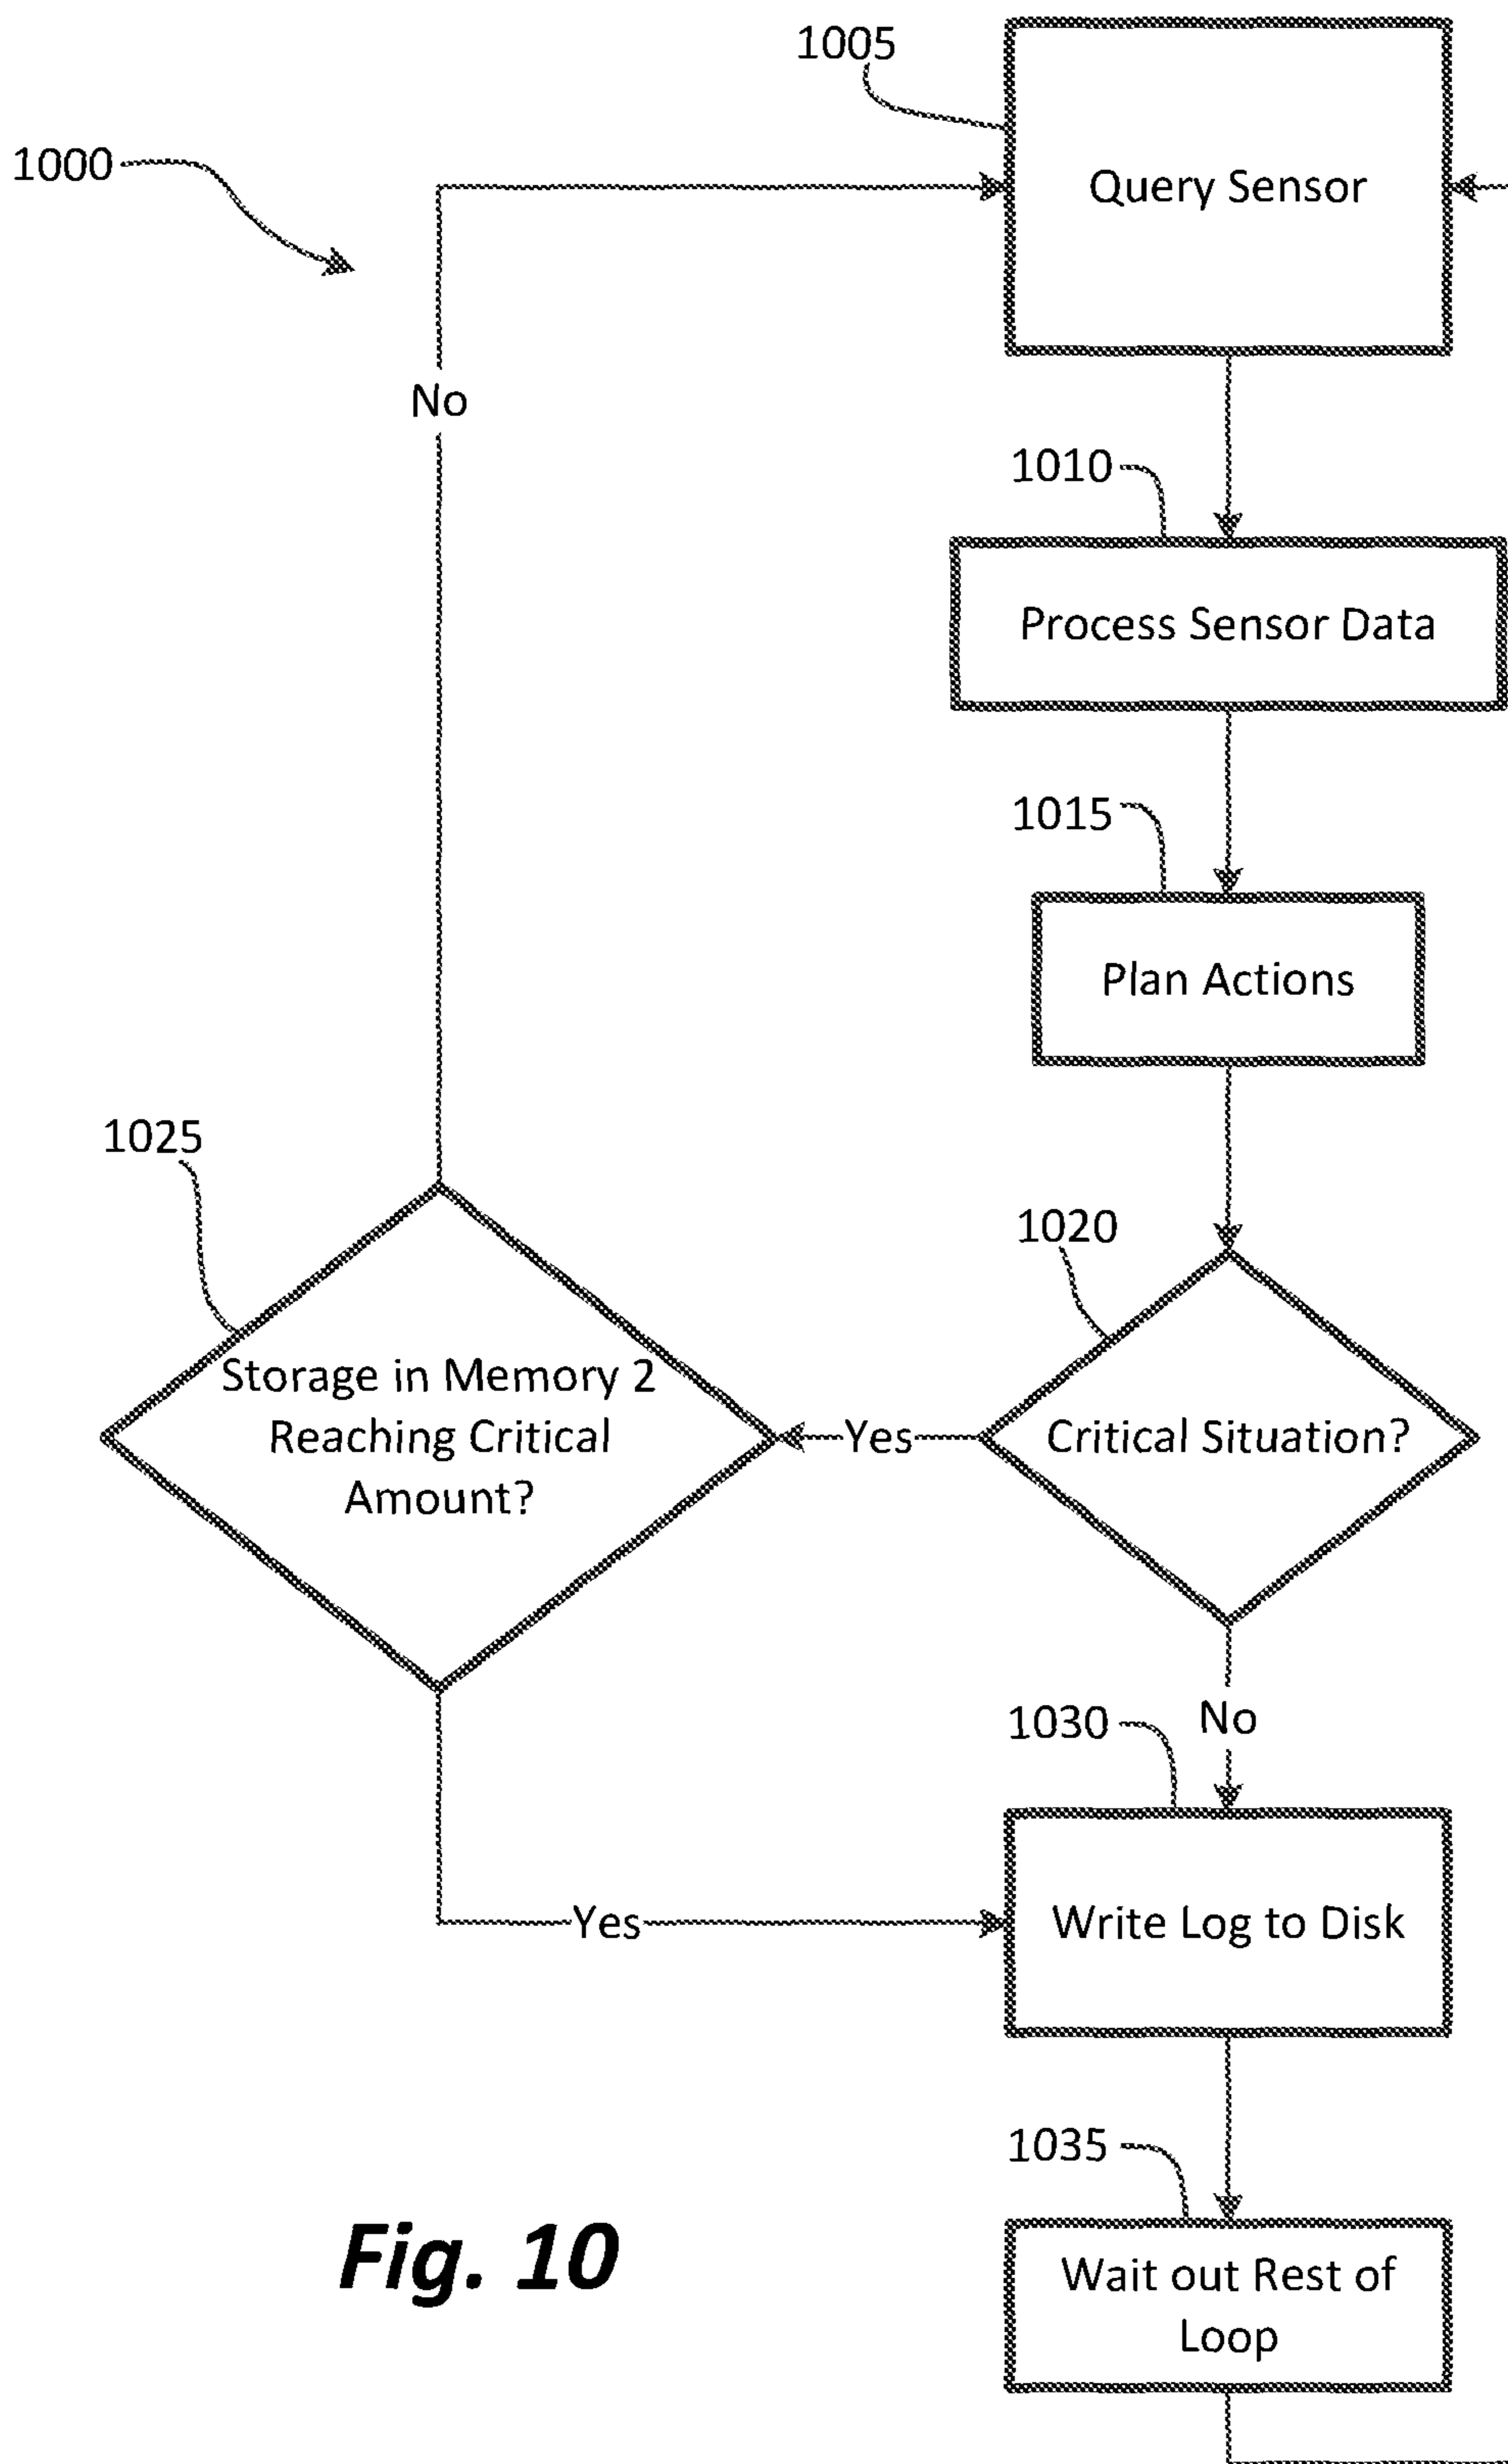 1005
1000
Query Sensor
No
1010
Process Sensor Data
1015
Plan Actions
1025
1020
Storage in Memory 2
Reaching Critical
Amount?
Yes
Critical Situation?
1030
No
Yes
Write Log to Disk
1035
Wait out Rest of
Loop
Fig. 10